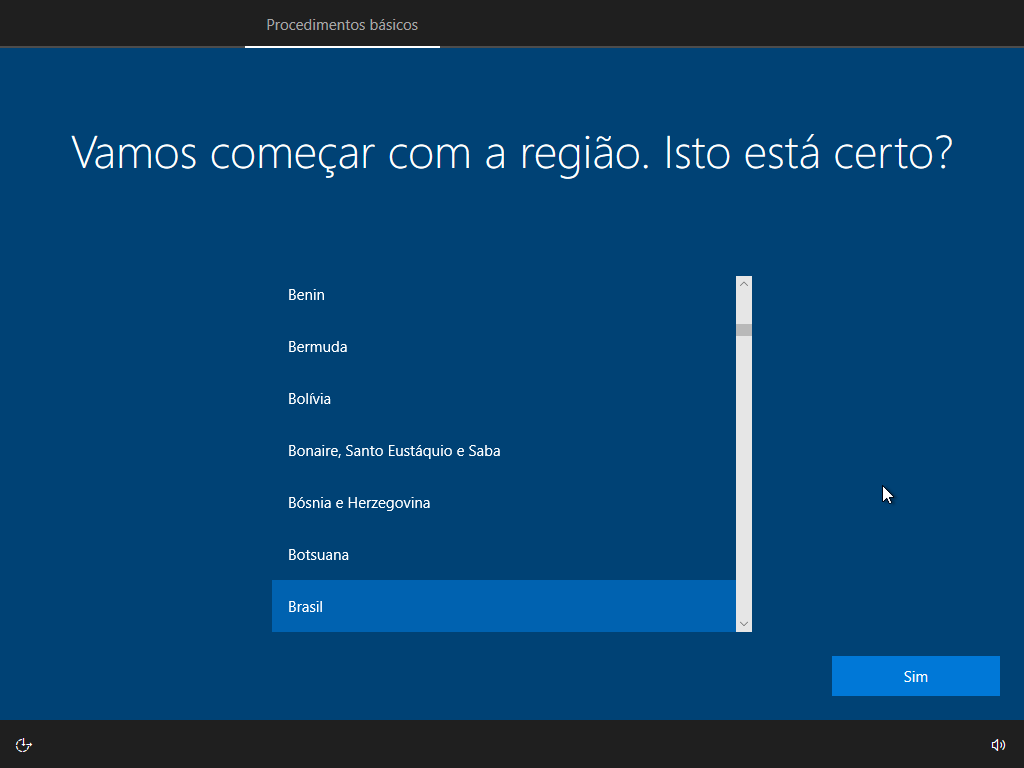 Procedimentos básicos
Vamos começar com a região. Isto está certo?
Benin
Bermuda
Bolívia
Bonaire, Santo Eustáquio e Saba
Bósnia e Herzegovina
Botsuana
Brasil
Sim